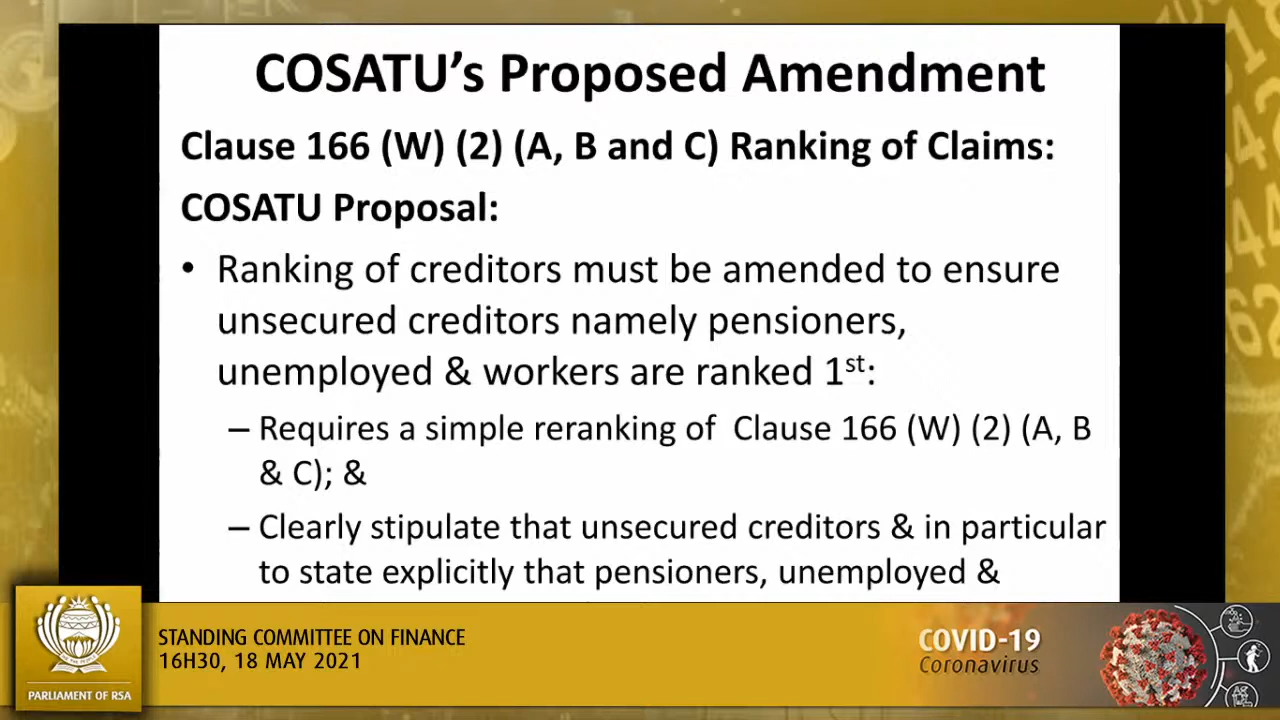 COSATU’s Proposed Amendment
Clause 166 (W) (2) (A, B and C) Ranking of Claims:
COSATU Proposal:
• Ranking of creditors must be amended to ensure
unsecured creditors namely pensioners,
unemployed & workers are ranked 1st:
– Requires a simple reranking of Clause 166 (W) (2) (A, B
& C); &
– Clearly stipulate that unsecured creditors & in particular
to state explicitly that pensioners, unemployed &
STANDING COMMITTEE ON FINANCE
16H30, 18 MAY 2021
PARLIAMENT OF RSA
COVID-19
Coronavirus